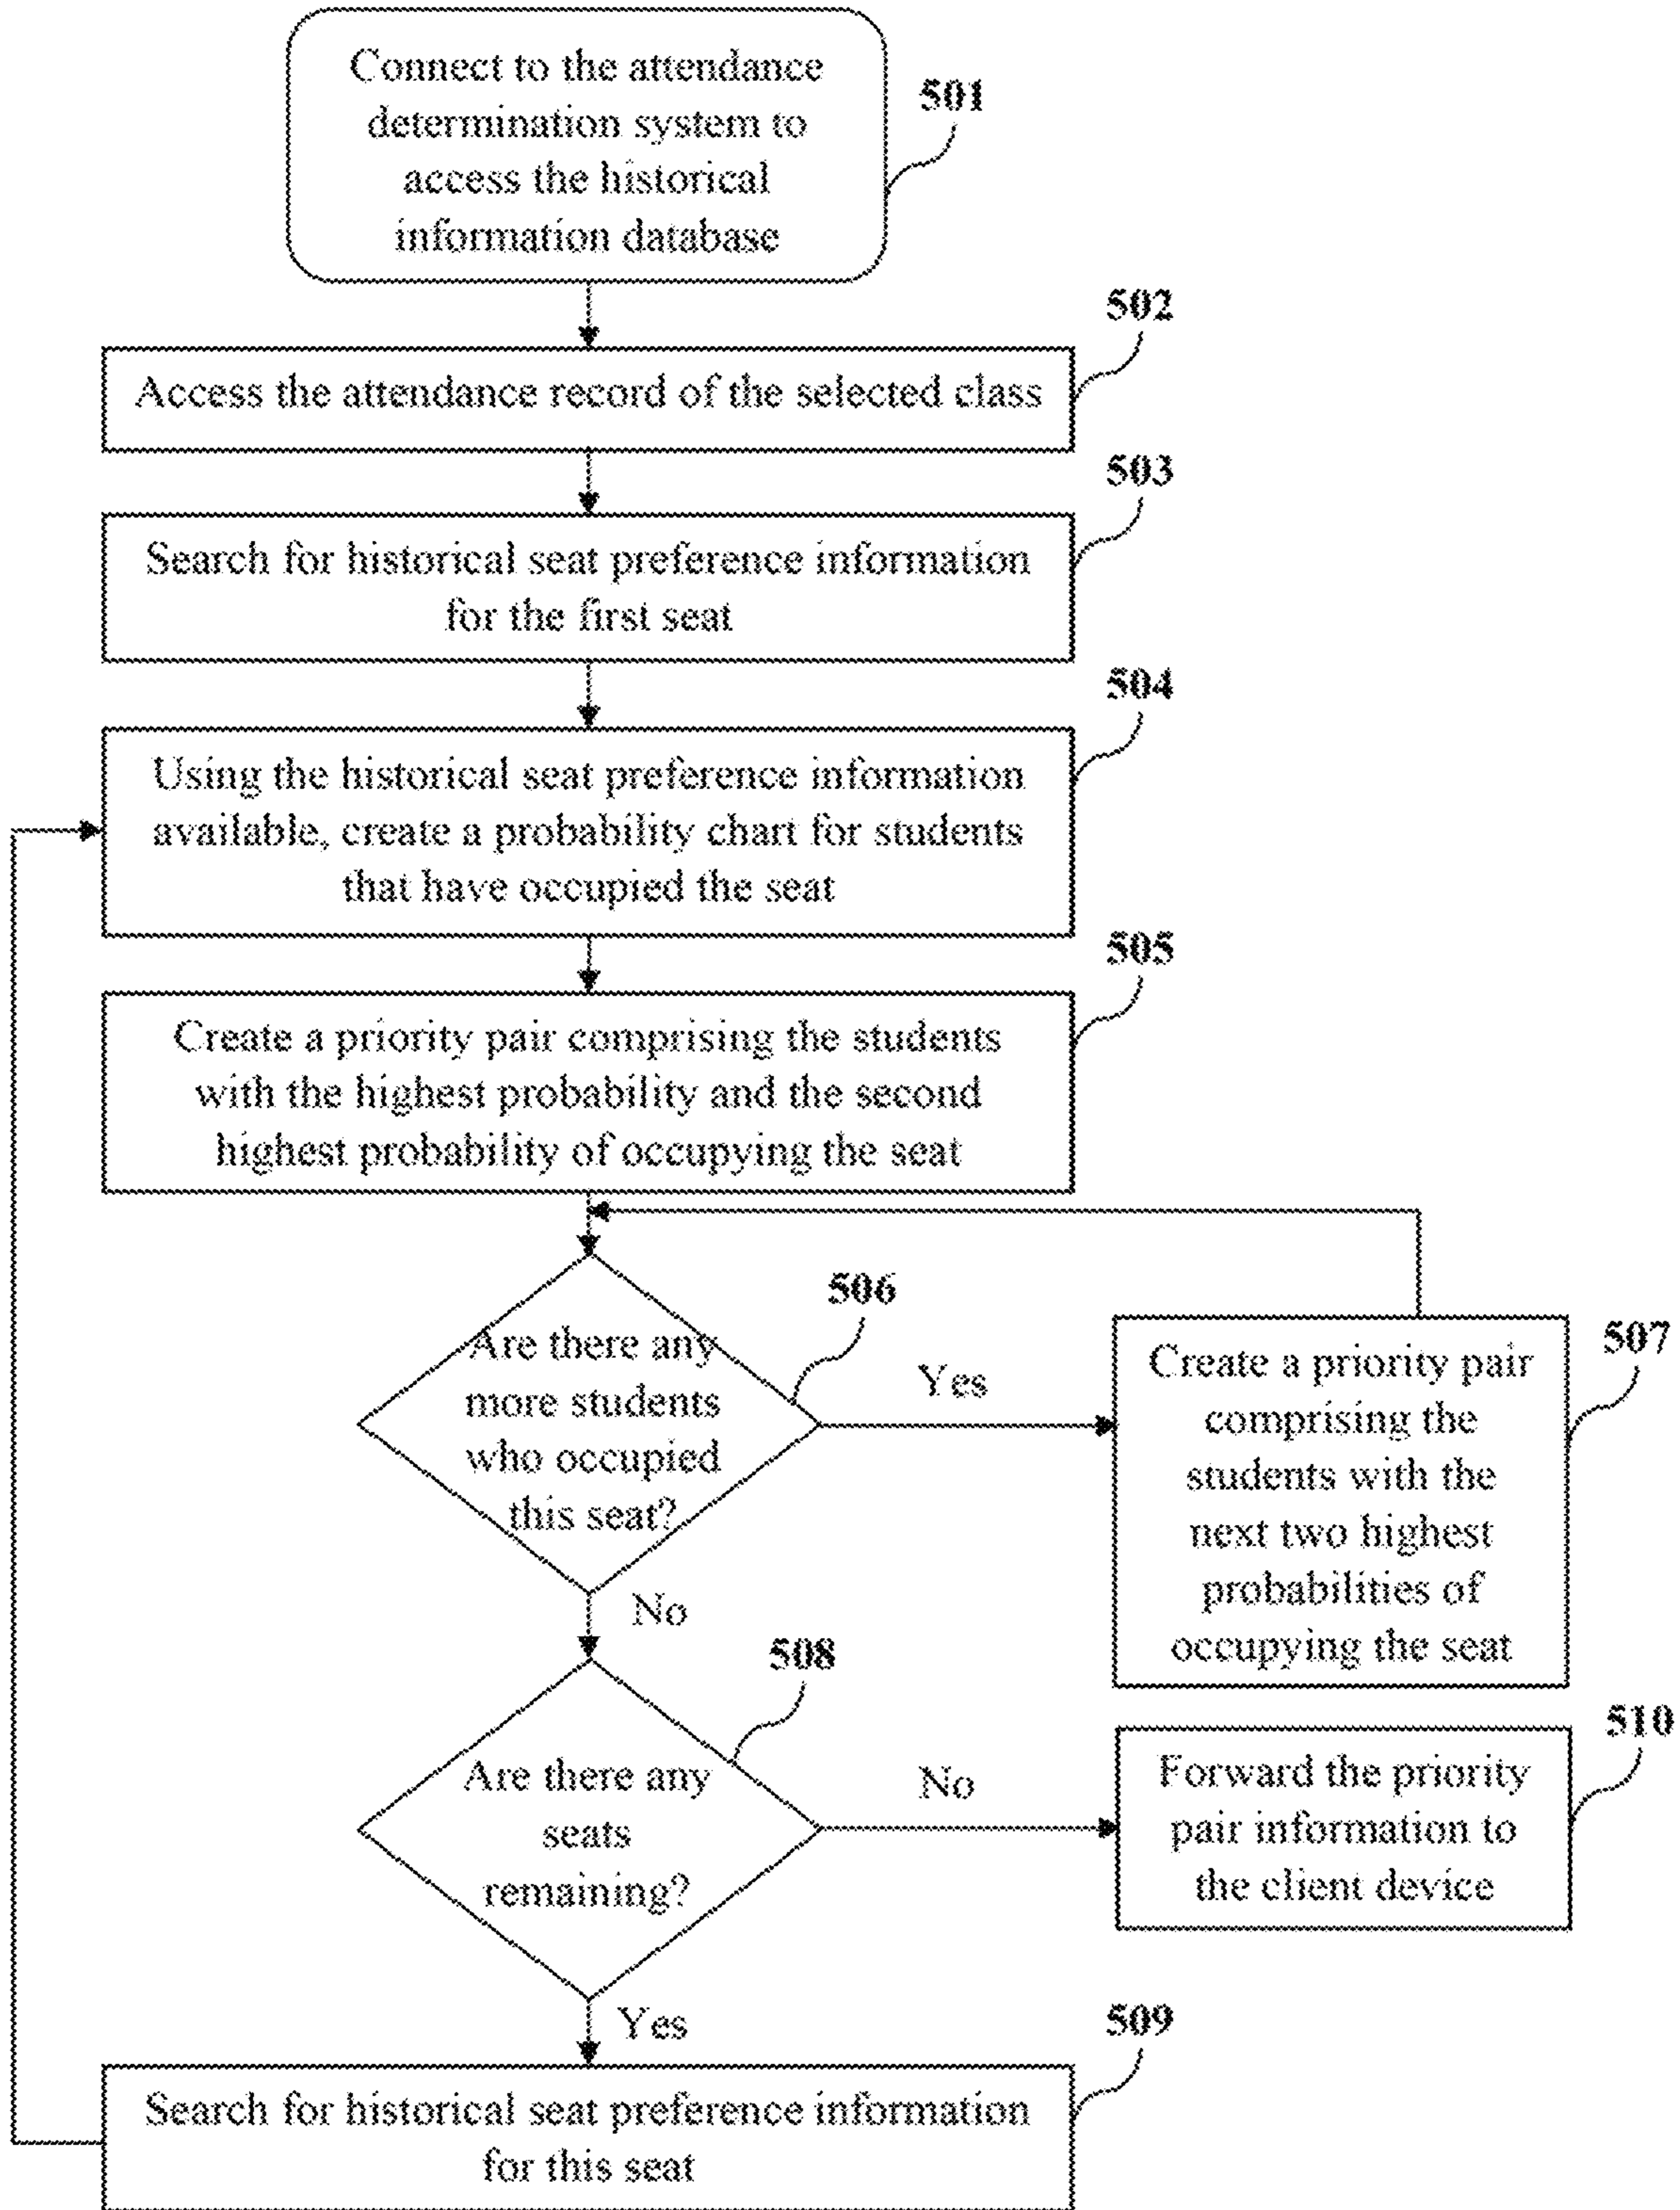 Connect to the attendance
determination system to
access the historical
information database
501
502
Access the attendance record of the selected class
503
Search for historical seat preference information
for the first seat
504
Using the historical seat preference information
available, create a probability chart for students
that have occupied the seat
505
Create a priority pair comprising the students
with the highest probability and the second
highest probability of occupying the seat
506
Are there any
more students
who occupied
this seat?
Yes
507
Create a priority pair
comprising the
students with the
next two highest
probabilities of
occupying the seat
No
508
Are there any
seats
remaining?
No
510
Forward the priority
pair information to
the client device
Yes
509
Search for historical seat preference information
for this seat